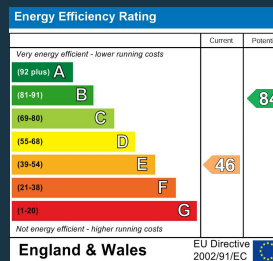 Energy Efficiency Rating
Current
Very energy efficient - lower running costs
(92 plus) A
(81-91) B
84
(69-80) C
(55-68) D
(39-54) E
46
(21-38) F
(1-20) G
Not energy efficient - higher running costs
England & Wales
EU Directive
2002/91/EC